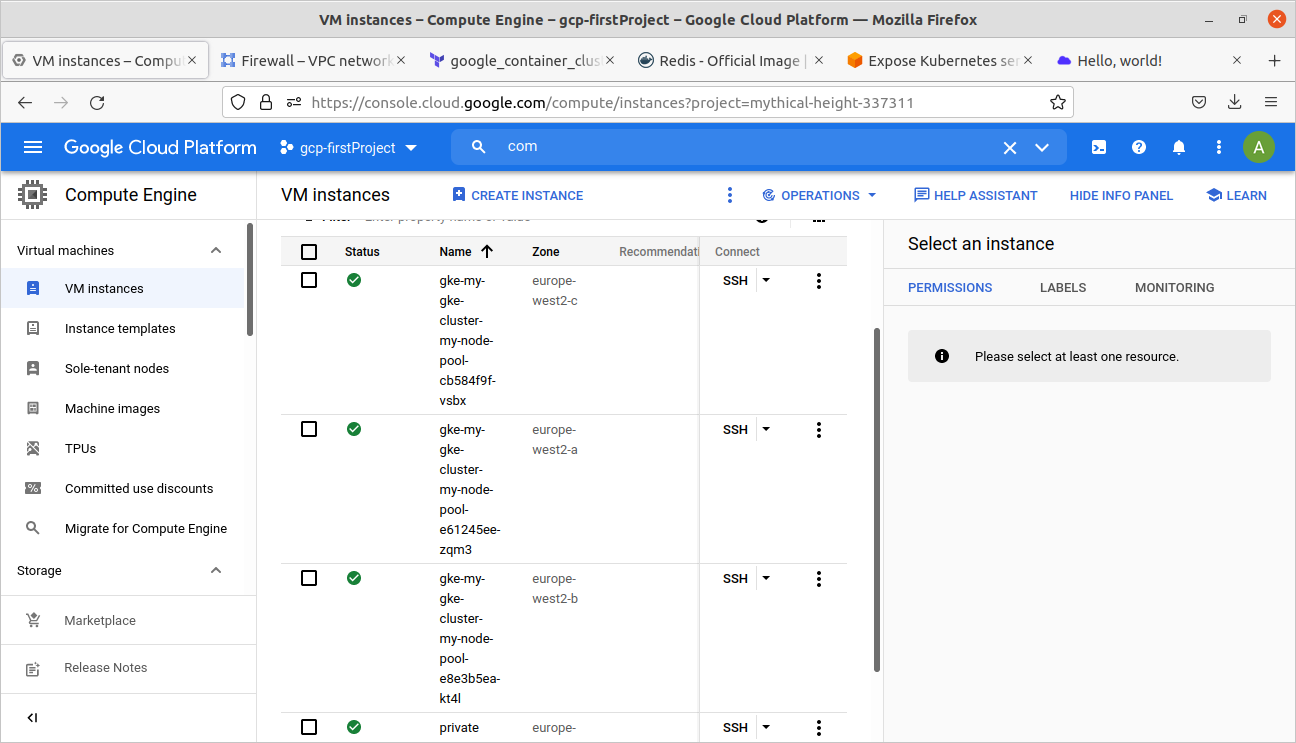 VM instances – Compute Engine – gcp-firstProject – Google Cloud Platform — Mozilla Firefox
VM instances – Compu
Firewall – VPC network
google_container_clus
Redis - Official Image |
Expose Kubernetes ser
Hello, world!
https://console.cloud.google.com/compute/instances?project=mythical-height-337311
Google Cloud Platform
gcp-firstProject
com
A
Compute Engine
VM instances
CREATE INSTANCE
OPERATIONS
HELP ASSISTANT
HIDE INFO PANEL
LEARN
Virtual machines
VM instances
Instance templates
Sole-tenant nodes
Machine images
TPUs
Committed use discounts
Migrate for Compute Engine
Storage
Marketplace
Release Notes
Filter Enter property name or value
Status Name Zone Recommendati Connect
gke-my- europe- SSH
gke- west2-c
cluster-
my-node-
pool-
cb584f9f-
vsbx
gke-my- europe- SSH
gke- west2-a
cluster-
my-node-
pool-
e61245ee-
zqm3
gke-my- europe- SSH
gke- west2-b
cluster-
my-node-
pool-
e8e3b5ea-
kt4l
private europe- SSH
Select an instance
PERMISSIONS LABELS MONITORING
Please select at least one resource.